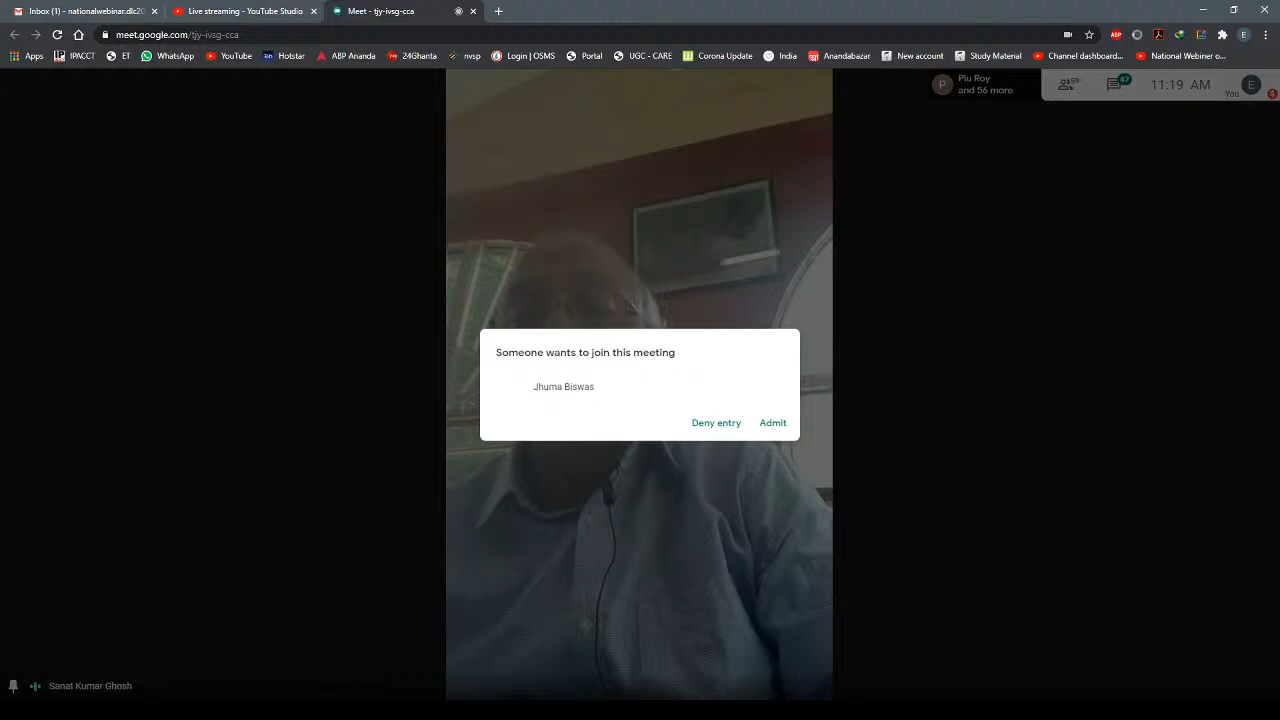 Inbox (1) - nationalwebinar.dlc20
Live streaming - YouTube Studio
Meet - tjy-ivsg-cca
meet.google.com/tjy-ivsg-cca
Apps IPACCT ET WhatsApp YouTube Hotstar ABP Ananda 24Ghanta nvsp Login | OSMS Portal UGC - CARE Corona Update India Anandabazar New account Study Material Channel dashboard... National Webiner o...
Piu Roy
and 56 more
59
47
11:19 AM
You
E
P
Someone wants to join this meeting
Jhuma Biswas
Deny entry Admit
Sanat Kumar Ghosh